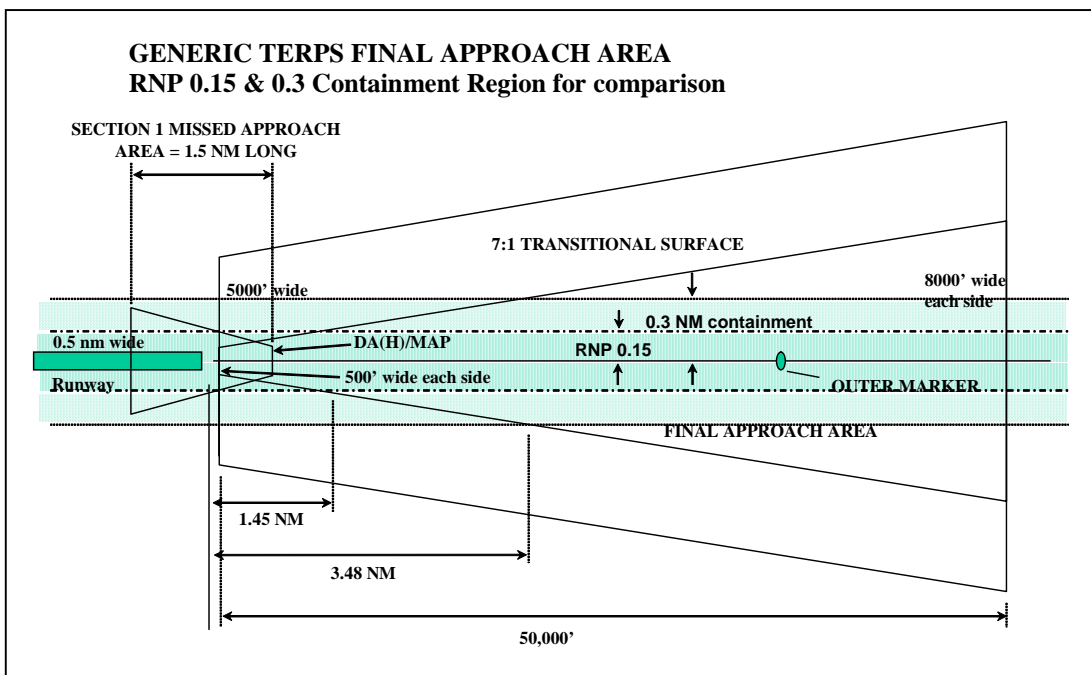 GENERIC TERPS FINAL APPROACH AREA
RNP 0.15 & 0.3 Containment Region for comparison
SECTION 1 MISSED APPROACH
AREA = 1.5 NM LONG
7:1 TRANSITIONAL SURFACE
5000' wide
8000' wide
each side
0.3 NM containment
0.5 nm wide
DA(H)/MAP
RNP 0.15
Runway
500' wide each side
OUTER MARKER
FINAL APPROACH AREA
1.45 NM
3.48 NM
50,000'